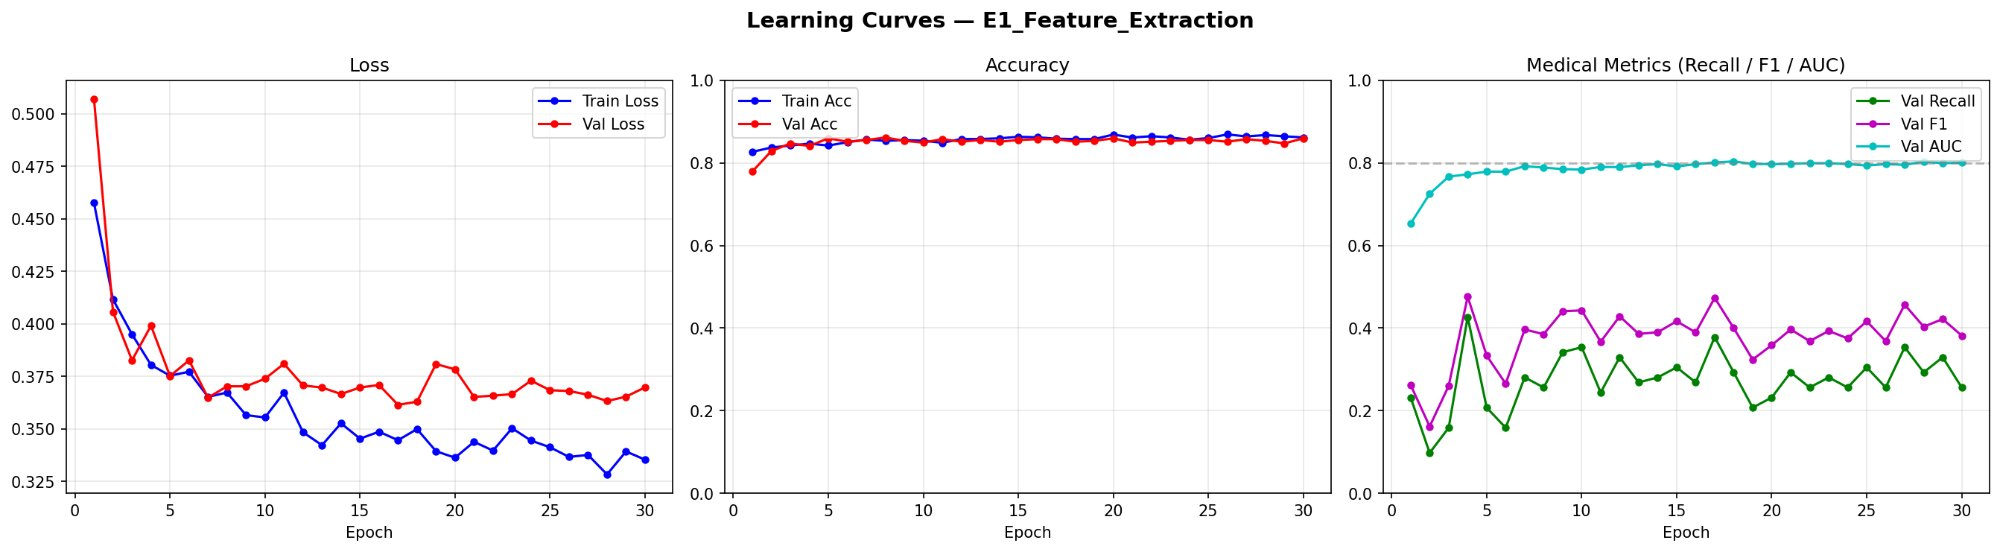 Learning Curves — E1_Feature_Extraction
Loss
0.500
0.475
0.450
0.425
0.400
0.375
0.350
0.325
0 5 10 15 20 25 30
Epoch
Train Loss
Val Loss
Accuracy
1.0
0.8
0.6
0.4
0.2
0.0
0 5 10 15 20 25 30
Epoch
Train Acc
Val Acc
Medical Metrics (Recall / F1 / AUC)
1.0
0.8
0.6
0.4
0.2
0.0
0 5 10 15 20 25 30
Epoch
Val Recall
Val F1
Val AUC